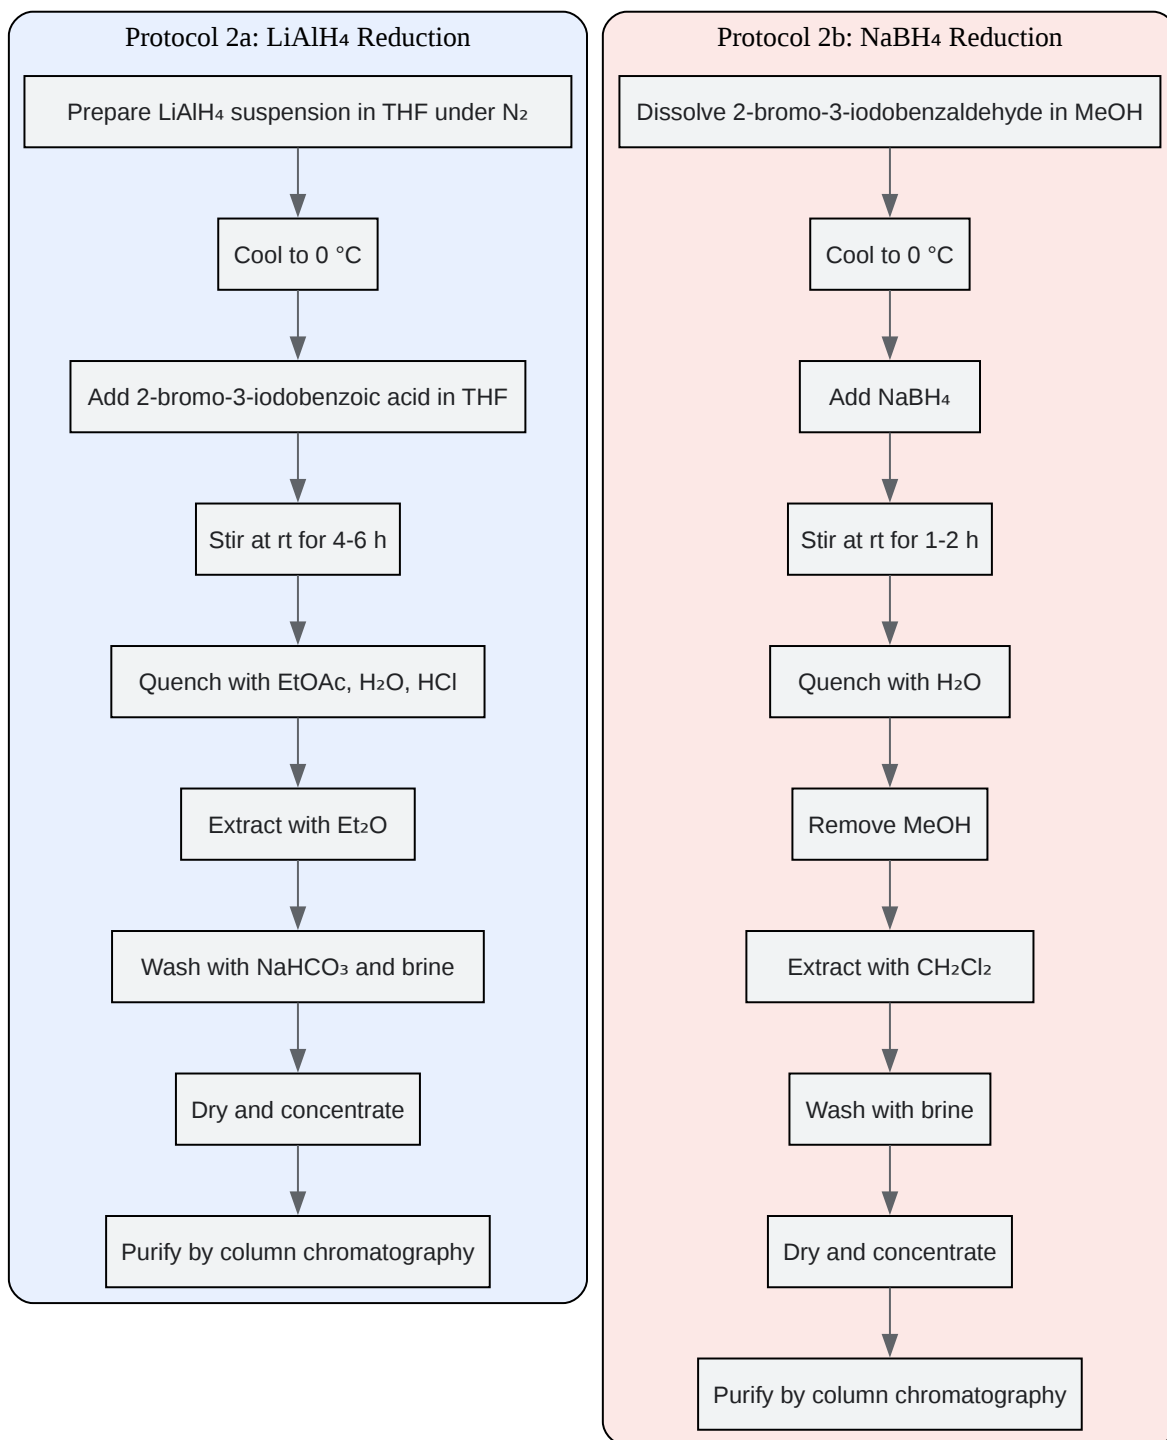 Protocol 2a: LiAlH₄ Reduction
Prepare LiAlH₄ suspension in THF under N₂
Cool to 0 °C
Add 2-bromo-3-iodobenzoic acid in THF
Stir at rt for 4-6 h
Quench with EtOAc, H₂O, HCl
Extract with Et₂O
Wash with NaHCO₃ and brine
Dry and concentrate
Purify by column chromatography
Protocol 2b: NaBH₄ Reduction
Dissolve 2-bromo-3-iodobenzaldehyde in MeOH
Cool to 0 °C
Add NaBH₄
Stir at rt for 1-2 h
Quench with H₂O
Remove MeOH
Extract with CH₂Cl₂
Wash with brine
Dry and concentrate
Purify by column chromatography